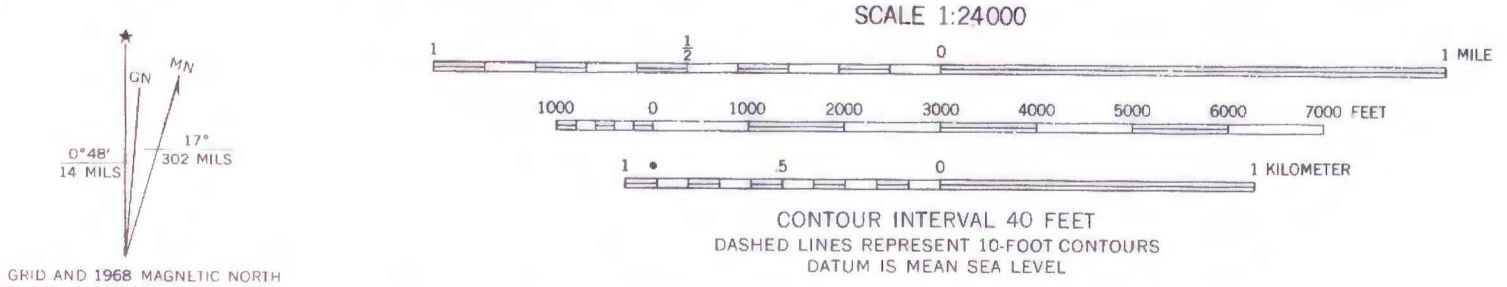 SCALE 1:24000
1 ½ 0 1 MILE
1000 0 1000 2000 3000 4000 5000 6000 7000 FEET
1 .5 0 1 KILOMETER
CONTOUR INTERVAL 40 FEET
DASHED LINES REPRESENT 10-FOOT CONTOURS
DATUM IS MEAN SEA LEVEL
★
GN
MN
0°48'
14 MILS
17°
302 MILS
GRID AND 1968 MAGNETIC NORTH